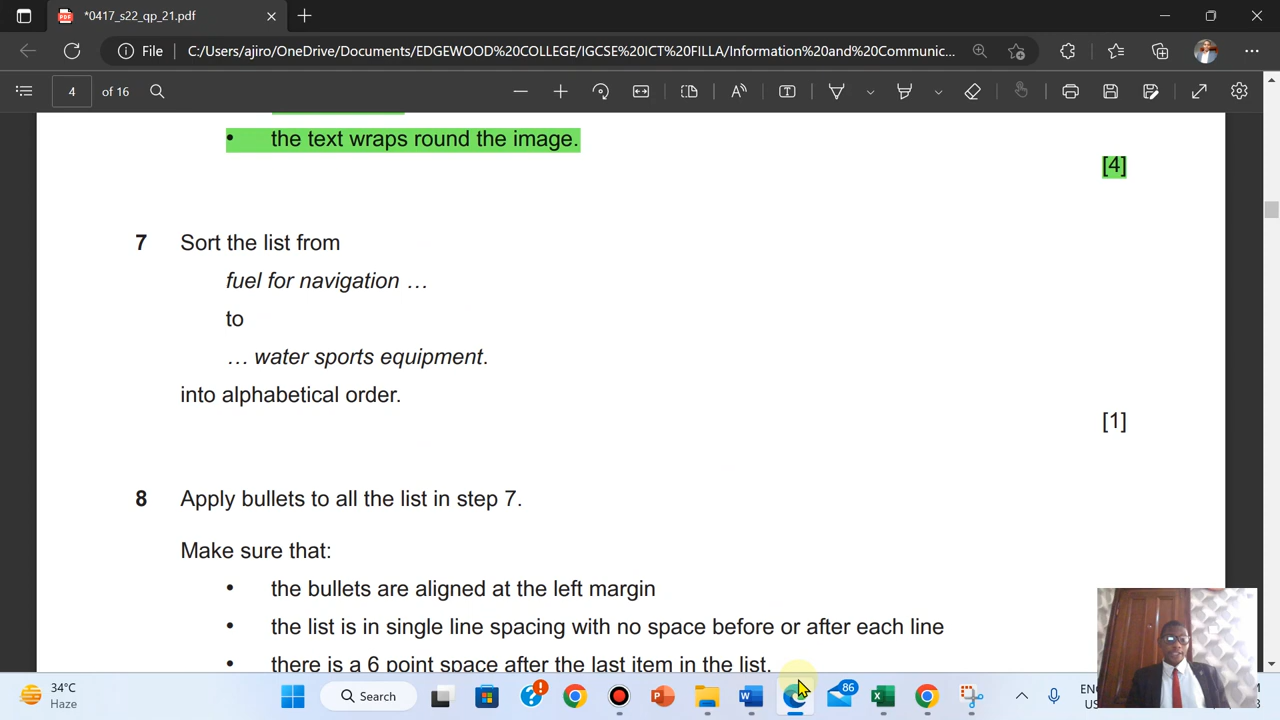 *0417_s22_qp_21.pdf
File
C:/Users/ajiro/OneDrive/Documents/EDGEWOOD%20COLLEGE/IGCSE%20ICT%20FILLA/Information%20and%20Communic...
4 of 16
• the text wraps round the image.
[4]
7 Sort the list from
fuel for navigation …
to
… water sports equipment.
into alphabetical order.
[1]
8 Apply bullets to all the list in step 7.
Make sure that:
• the bullets are aligned at the left margin
• the list is in single line spacing with no space before or after each line
• there is a 6 point space after the last item in the list.
34°C
Haze
Search
86
ENG
US